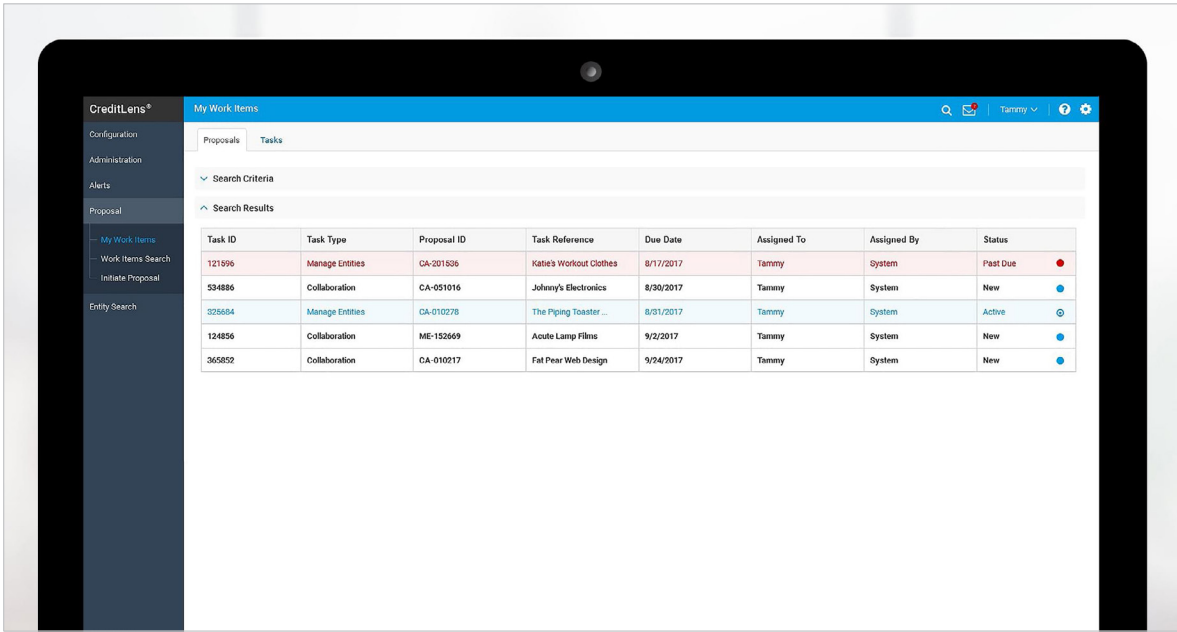 CreditLens®
My Work Items
Tammy
Configuration
Administration
Alerts
Proposal
My Work Items
Work Items Search
Initiate Proposal
Entity Search
Proposals Tasks
Search Criteria
Search Results
Task ID Task Type Proposal ID Task Reference Due Date Assigned To Assigned By Status
121596 Manage Entities CA-201536 Katie's Workout Clothes 8/17/2017 Tammy System Past Due
534886 Collaboration CA-051016 Johnny's Electronics 8/30/2017 Tammy System New
325684 Manage Entities CA-010278 The Piping Toaster ... 8/31/2017 Tammy System Active
124856 Collaboration ME-152669 Acute Lamp Films 9/2/2017 Tammy System New
365852 Collaboration CA-010217 Fat Pear Web Design 9/24/2017 Tammy System New